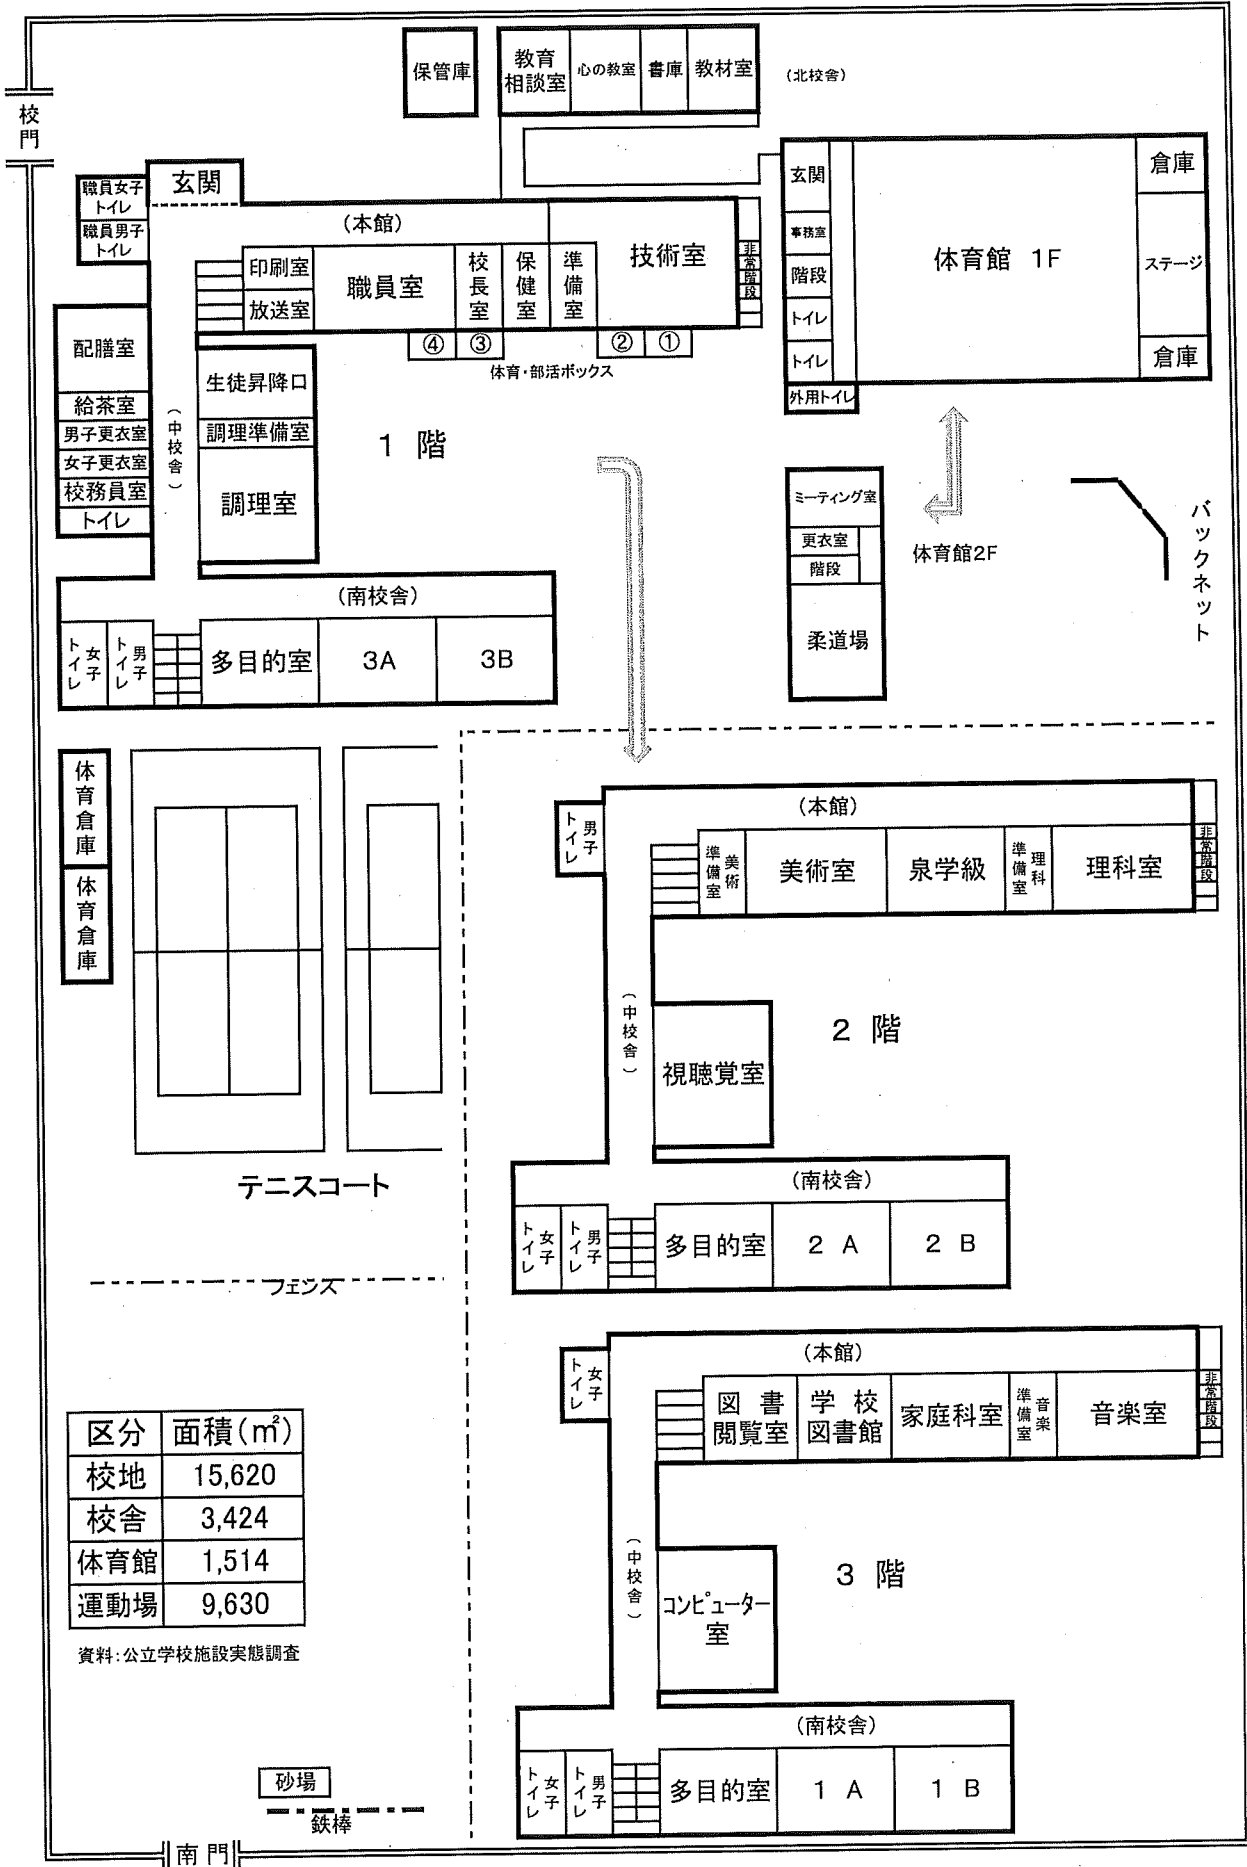 保管庫
教育
相談室
心の教室
書庫
教材室
(北校舎)
校門
玄関
職員女子
トイレ
職員男子
トイレ
(本館)
印刷室
放送室
職員室
校長室
保健室
準備室
技術室
非常階段
④
③
②
①
体育・部活ボックス
玄関
事務室
階段
トイレ
トイレ
外用トイレ
体育館 1F
倉庫
ステージ
倉庫
配膳室
給茶室
男子更衣室
女子更衣室
校務員室
トイレ
(中校舎)
生徒昇降口
調理準備室
調理室
1 階
ミーティング室
更衣室
階段
柔道場
体育館2F
バックネット
(南校舎)
女子
トイレ
男子
トイレ
多目的室
3A
3B
体育倉庫
体育倉庫
テニスコート
フェンス
(本館)
男子
トイレ
美術
準備室
美術室
泉学級
理科
準備室
理科室
非常階段
(中校舎)
視聴覚室
2 階
(南校舎)
女子
トイレ
男子
トイレ
多目的室
2 A
2 B
(本館)
女子
トイレ
図書
閲覧室
学校
図書館
家庭科室
音楽
準備室
音楽室
非常階段
(中校舎)
コンピューター
室
3 階
(南校舎)
女子
トイレ
男子
トイレ
多目的室
1 A
1 B
区分 面積(㎡)
校地 15,620
校舎 3,424
体育館 1,514
運動場 9,630
資料:公立学校施設実態調査
砂場
鉄棒
南門